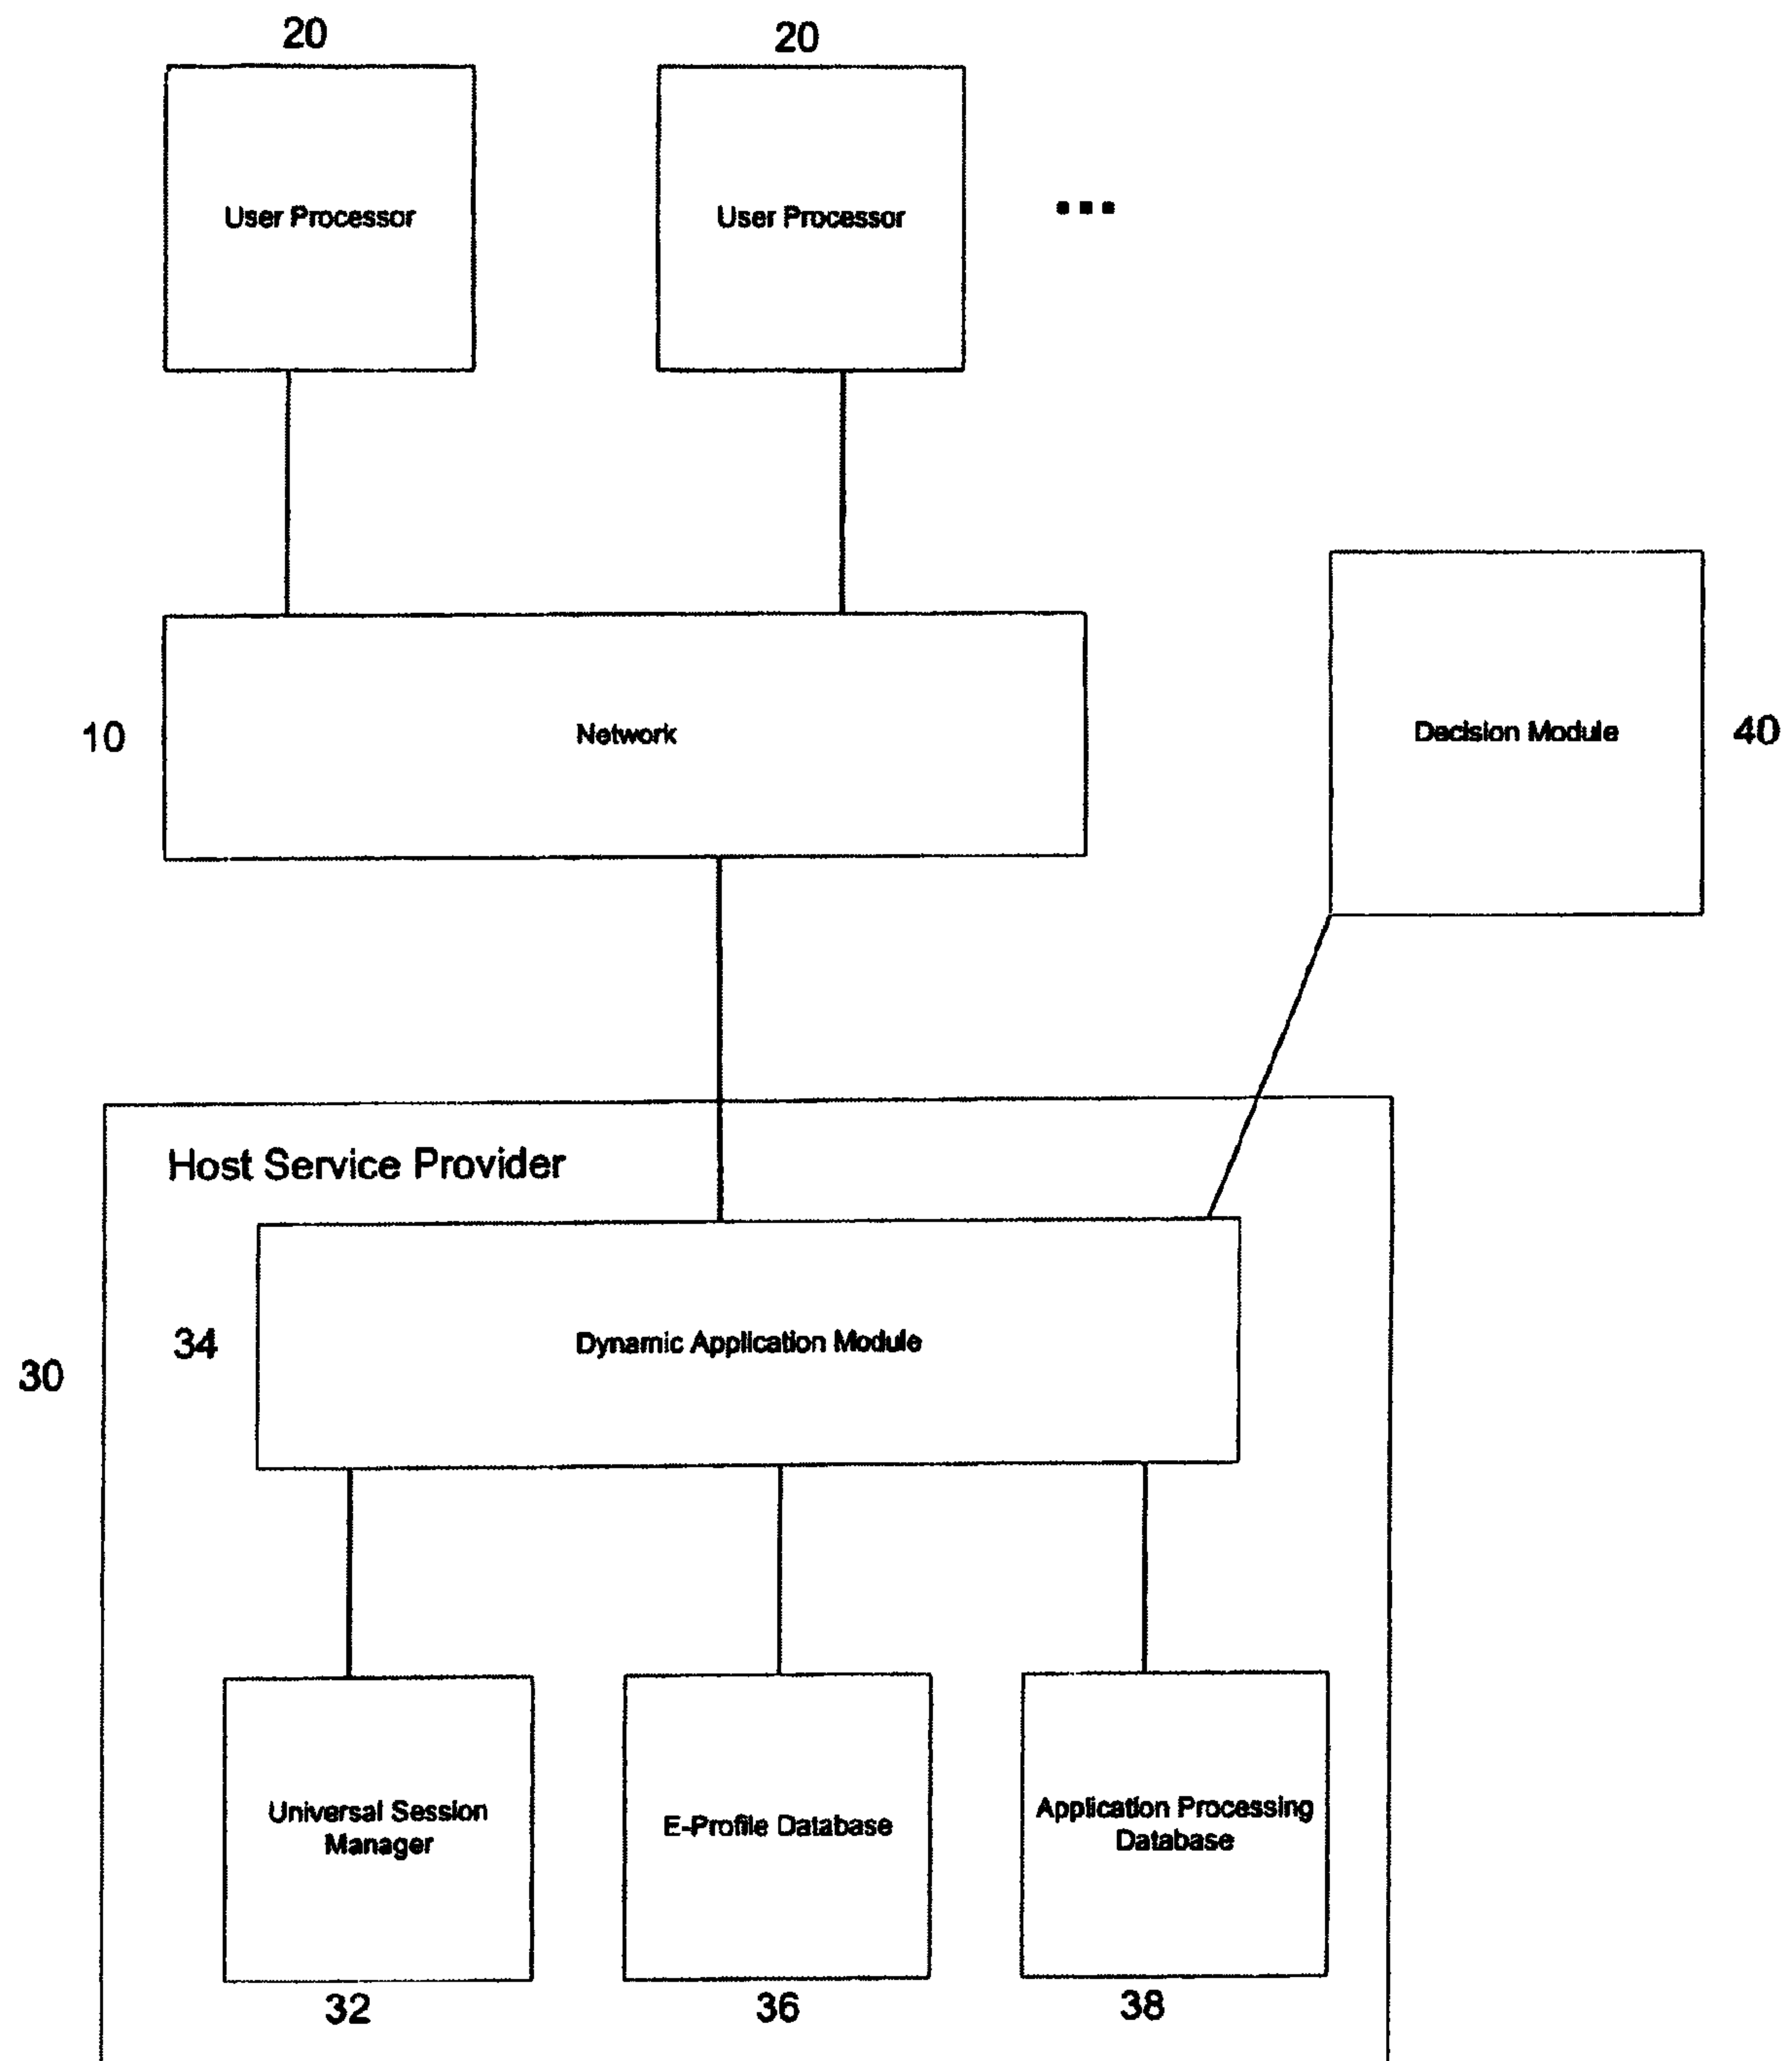 20
20
User Processor
User Processor
...
10
Network
Decision Module
40
Host Service Provider
30
34
Dynamic Application Module
Universal Session
Manager
E-Profile Database
Application Processing
Database
32
36
38